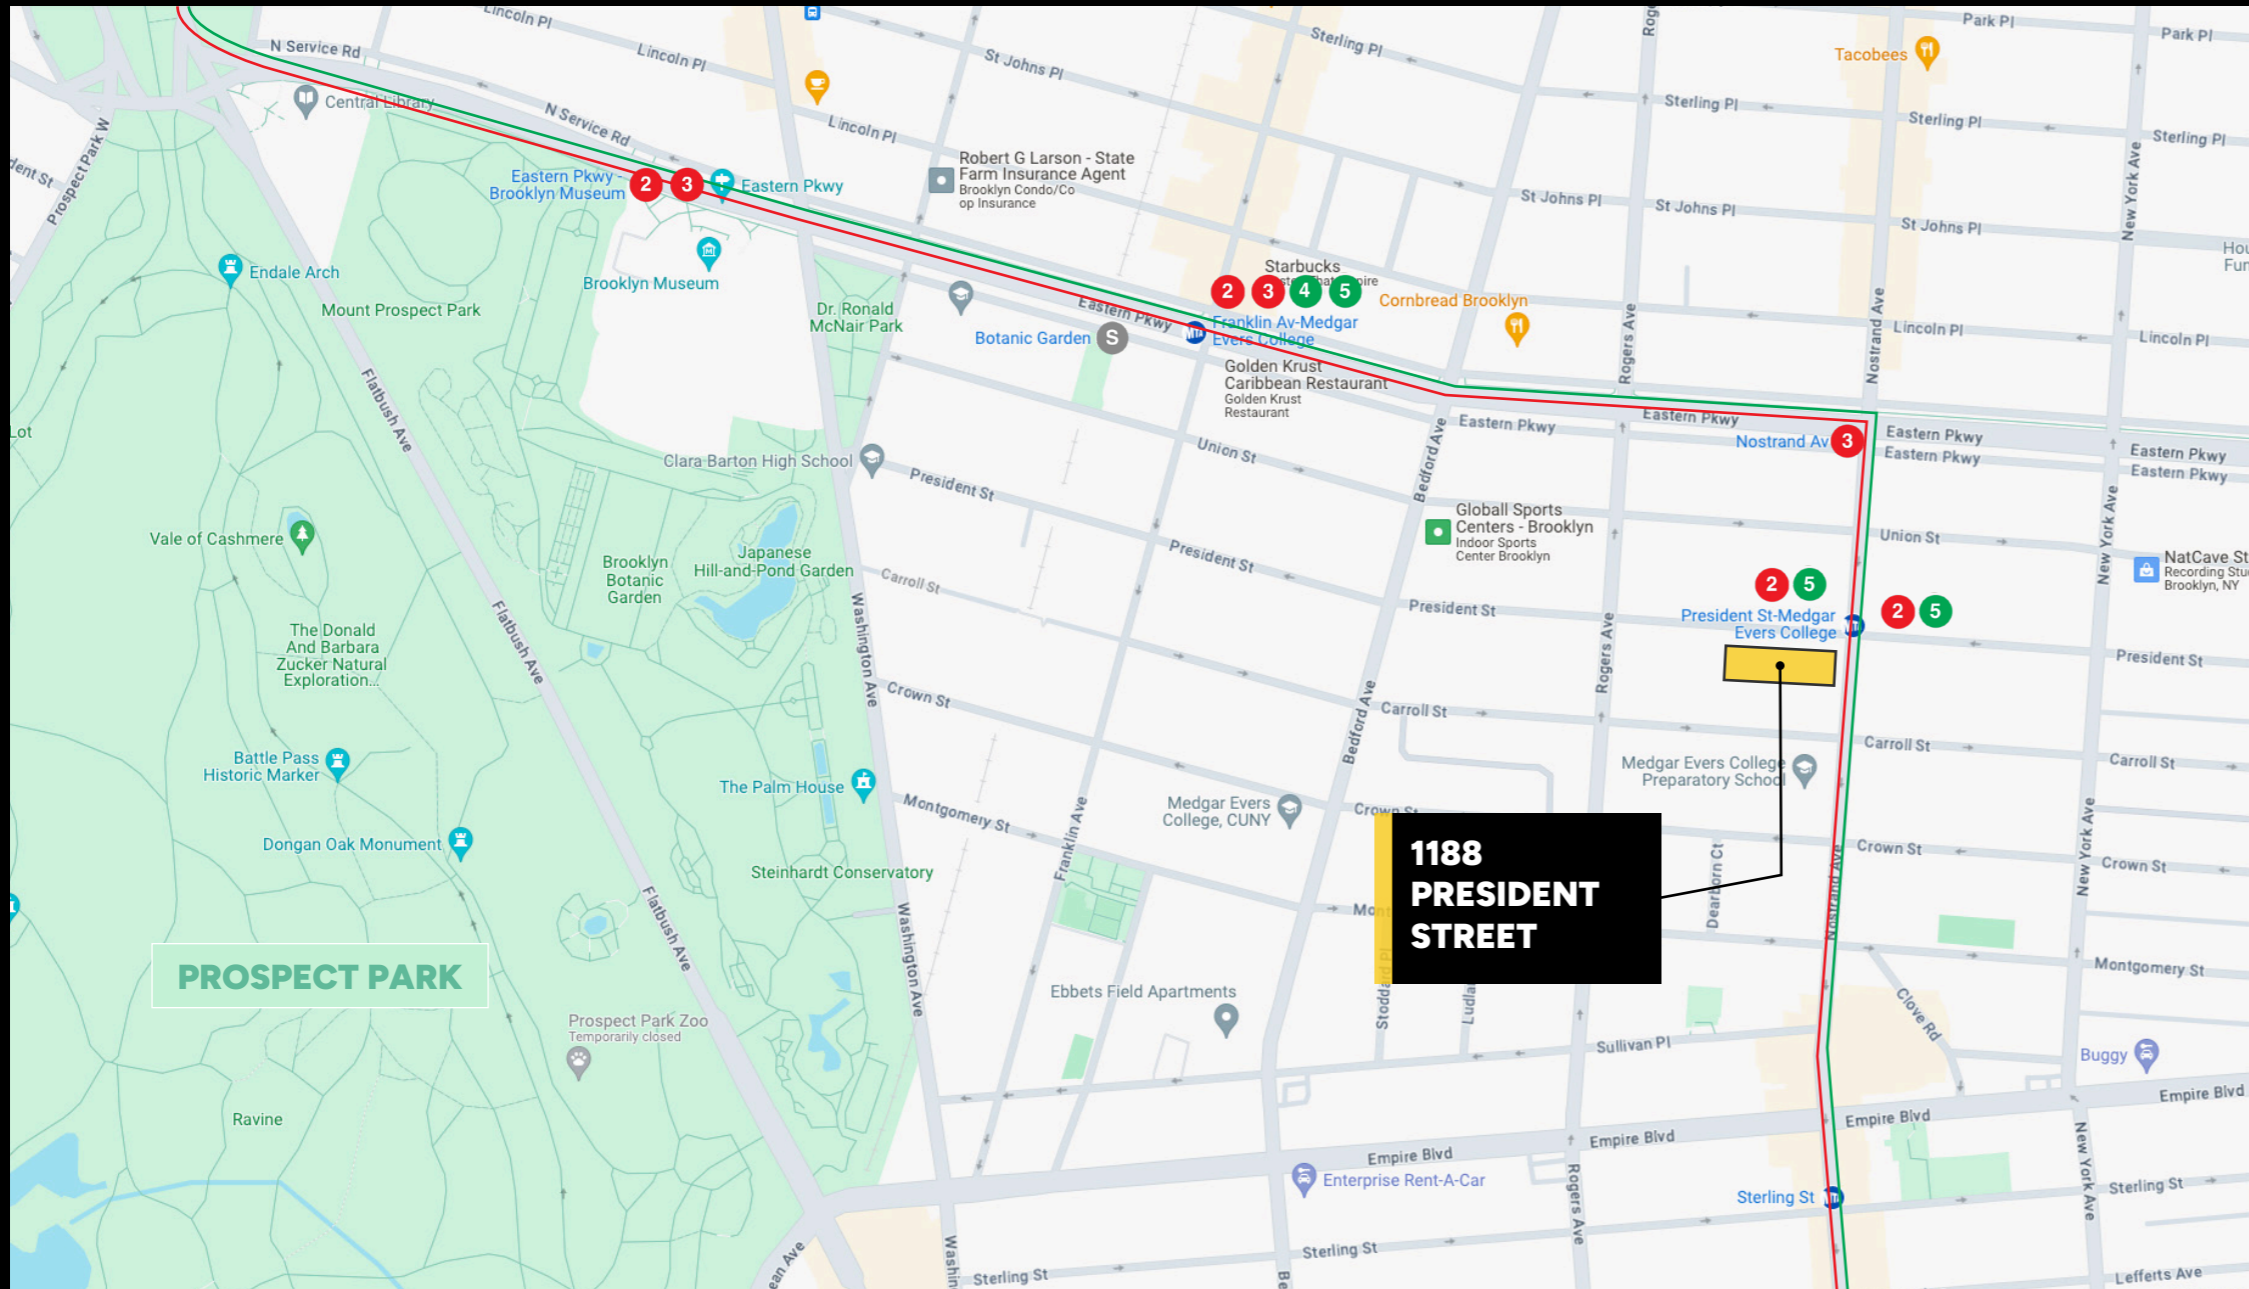 Lincoln Pl
N Service Rd
Lincoln Pl
St Johns Pl
Sterling Pl
Park Pl
Park Pl
Tacobees
Central Library
N Service Rd
Lincoln Pl
Sterling Pl
Sterling Pl
Sterling Pl
Prospect Park W
Robert G Larson - State
Farm Insurance Agent
Brooklyn Condo/Co
op Insurance
Eastern Pkwy -
Brooklyn Museum
2
3
Eastern Pkwy
St Johns Pl
St Johns Pl
St Johns Pl
New York Ave
Endale Arch
Brooklyn Museum
Mount Prospect Park
Dr. Ronald
McNair Park
Starbucks
2
3
4
5
Eastern Pkwy
Franklin Av-Medgar
Evers College
Cornbread Brooklyn
Botanic Garden
S
Rogers Ave
Nostrand Ave
Lincoln Pl
Lincoln Pl
Golden Krust
Caribbean Restaurant
Golden Krust
Restaurant
Flatbush Ave
Eastern Pkwy
Eastern Pkwy
Nostrand Av
3
Eastern Pkwy
Eastern Pkwy
Eastern Pkwy
Eastern Pkwy
Lot
Clara Barton High School
President St
Union St
Bedford Ave
Globall Sports
Centers - Brooklyn
Indoor Sports
Center Brooklyn
Union St
New York Ave
Vale of Cashmere
Brooklyn
Botanic
Garden
Japanese
Hill-and-Pond Garden
Carroll St
President St
President St
NatCave St
Recording Stu
Brooklyn, NY
2
5
President St-Medgar
Evers College
2
5
President St
The Donald
And Barbara
Zucker Natural
Exploration...
Flatbush Ave
Washington Ave
Crown St
Rogers Ave
Bedford Ave
Carroll St
Carroll St
Carroll St
Battle Pass
Historic Marker
The Palm House
Montgomery St
Medgar Evers
College, CUNY
Medgar Evers College
Preparatory School
Crown St
Crown St
Crown St
Dongan Oak Monument
Steinhardt Conservatory
Franklin Ave
1188
PRESIDENT
STREET
Dearborn Ct
Nostrand Ave
New York Ave
Flatbush Ave
Washington Ave
PROSPECT PARK
Ebbets Field Apartments
Montgomery St
Clove Rd
Prospect Park Zoo
Temporarily closed
Sullivan Pl
Buggy
Ravine
Empire Blvd
Empire Blvd
Empire Blvd
Empire Blvd
Enterprise Rent-A-Car
Rogers Ave
Sterling St
New York Ave
Sterling St
Sterling St
Sterling St
Lefferts Ave